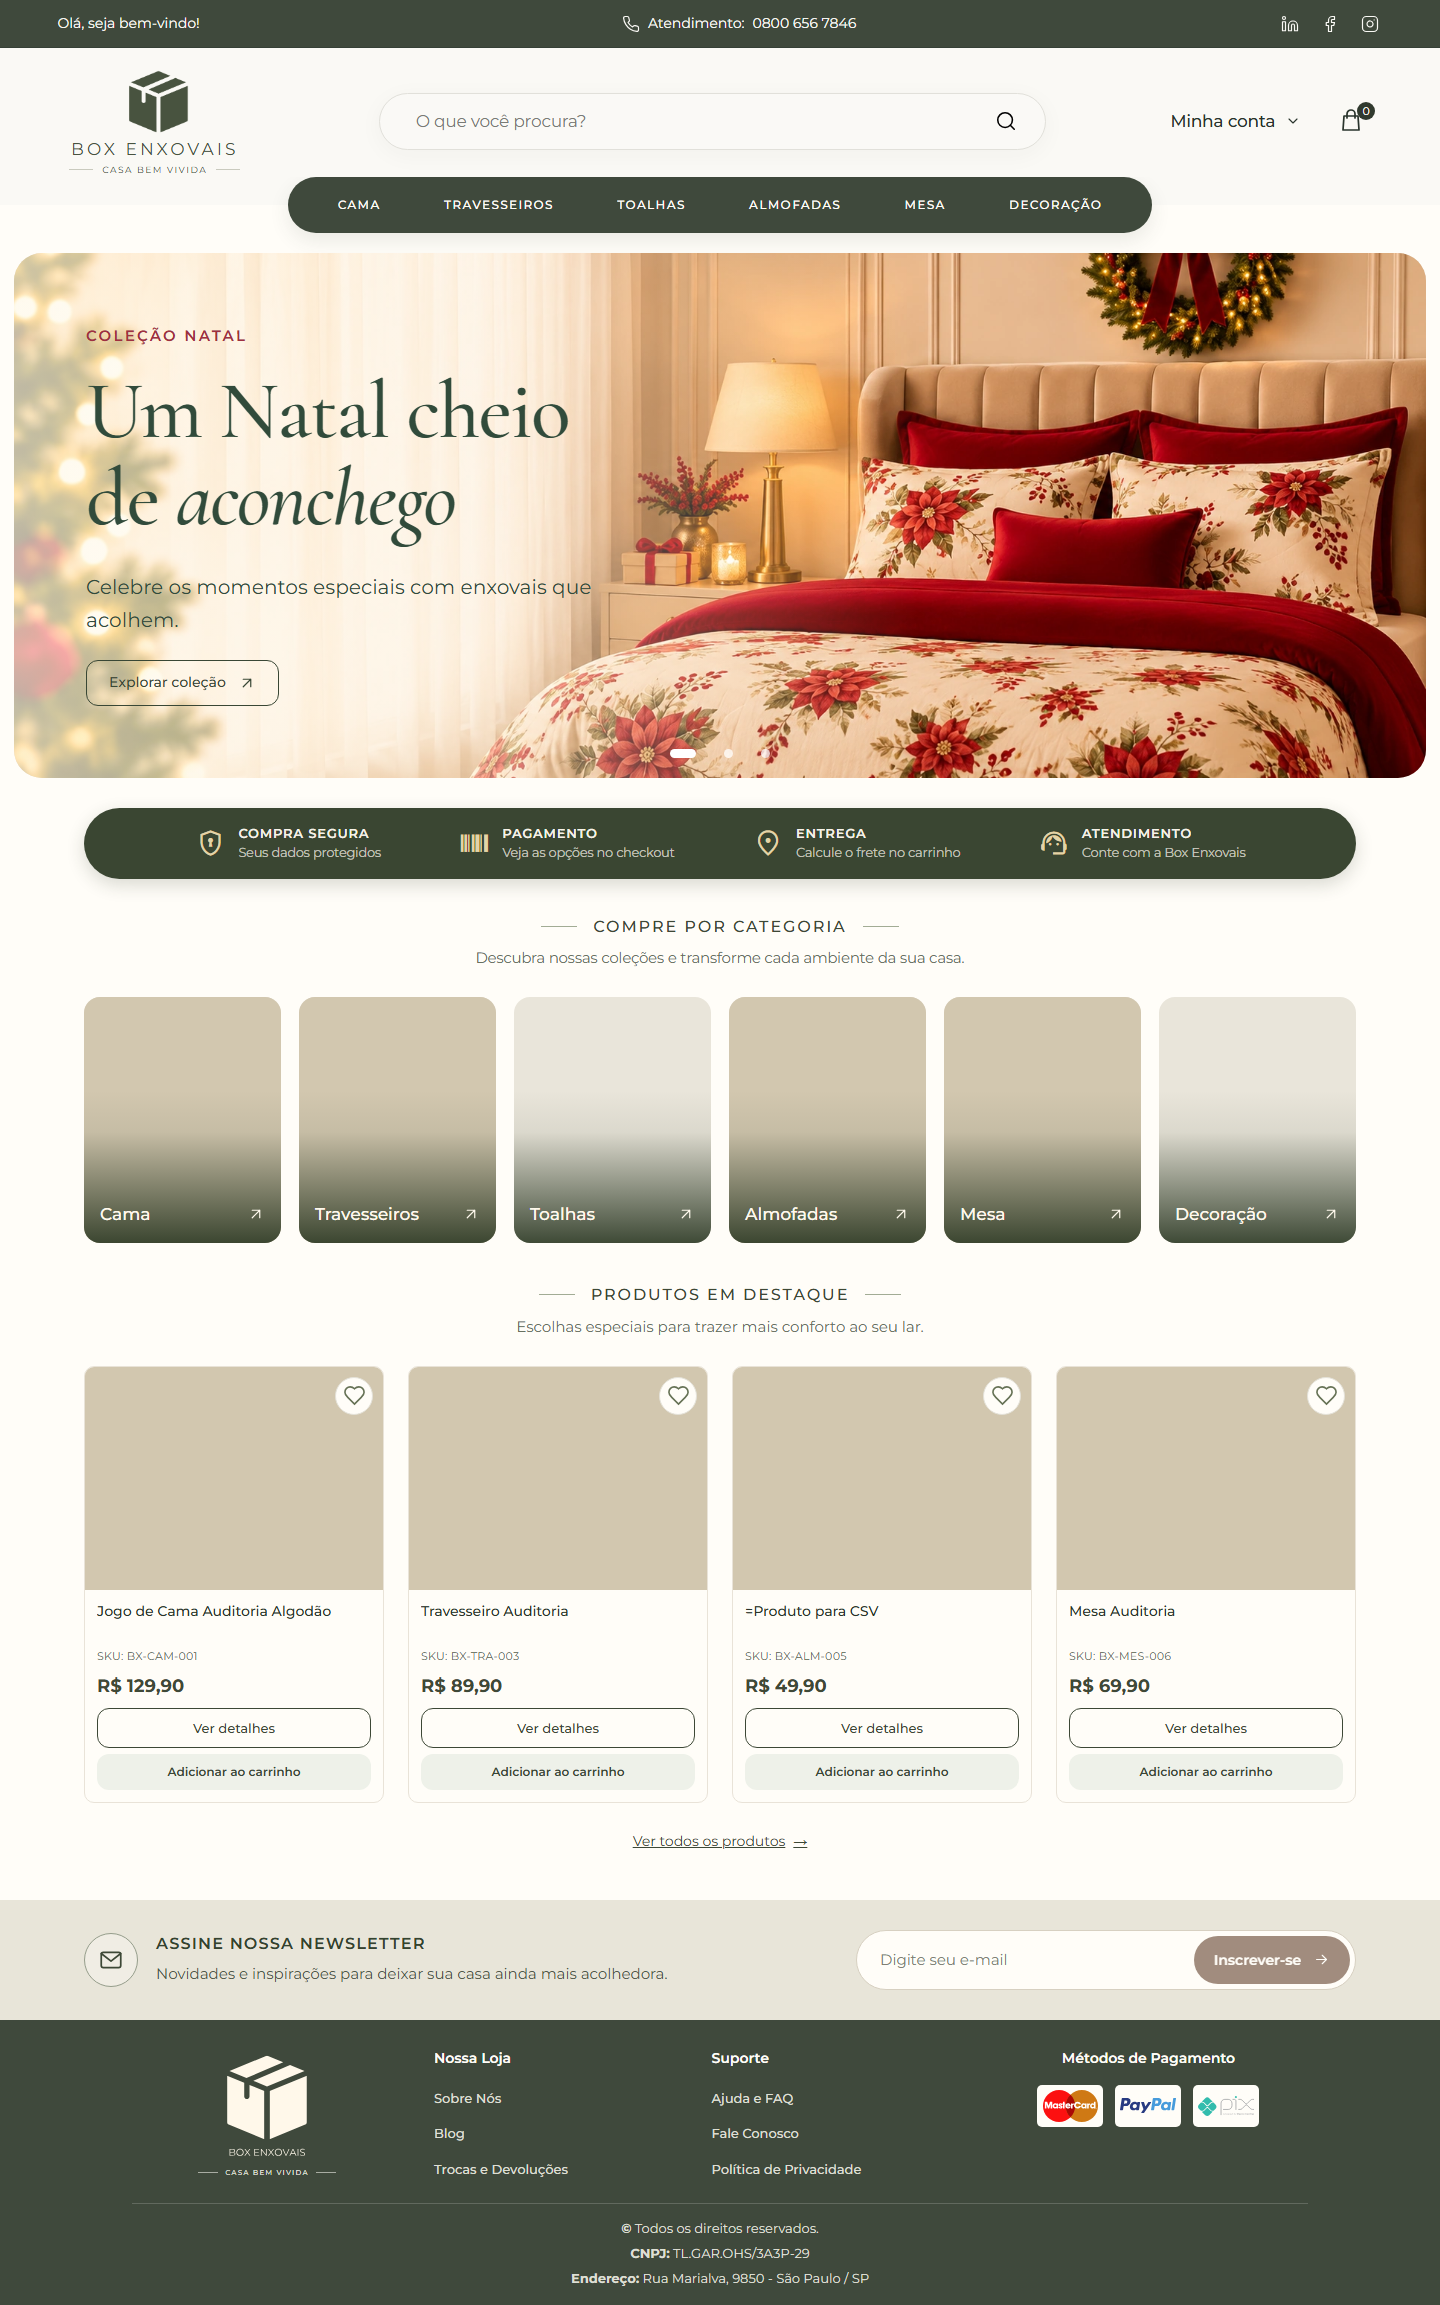 Olá, seja bem-vindo!
Atendimento: 0800 656 7846
BOX ENXOVAIS
CASA BEM VIVIDA
O que você procura?
Minha conta
0
CAMA
TRAVESSEIROS
TOALHAS
ALMOFADAS
MESA
DECORAÇÃO
COLEÇÃO NATAL
Um Natal cheio
de aconchego
Celebre os momentos especiais com enxovais que
acolhem.
Explorar coleção
COMPRA SEGURA
Seus dados protegidos
PAGAMENTO
Veja as opções no checkout
ENTREGA
Calcule o frete no carrinho
ATENDIMENTO
Conte com a Box Enxovais
COMPRE POR CATEGORIA
Descubra nossas coleções e transforme cada ambiente da sua casa.
Cama
Travesseiros
Toalhas
Almofadas
Mesa
Decoração
PRODUTOS EM DESTAQUE
Escolhas especiais para trazer mais conforto ao seu lar.
Jogo de Cama Auditoria Algodão
SKU: BX-CAM-001
R$ 129,90
Ver detalhes
Adicionar ao carrinho
Travesseiro Auditoria
SKU: BX-TRA-003
R$ 89,90
Ver detalhes
Adicionar ao carrinho
=Produto para CSV
SKU: BX-ALM-005
R$ 49,90
Ver detalhes
Adicionar ao carrinho
Mesa Auditoria
SKU: BX-MES-006
R$ 69,90
Ver detalhes
Adicionar ao carrinho
Ver todos os produtos →
ASSINE NOSSA NEWSLETTER
Novidades e inspirações para deixar sua casa ainda mais acolhedora.
Digite seu e-mail
Inscrever-se →
BOX ENXOVAIS
CASA BEM VIVIDA
Nossa Loja
Sobre Nós
Blog
Trocas e Devoluções
Suporte
Ajuda e FAQ
Fale Conosco
Política de Privacidade
Métodos de Pagamento
MasterCard
PayPal
pix
© Todos os direitos reservados.
CNPJ: TL.GAR.OHS/3A3P-29
Endereço: Rua Marialva, 9850 - São Paulo / SP